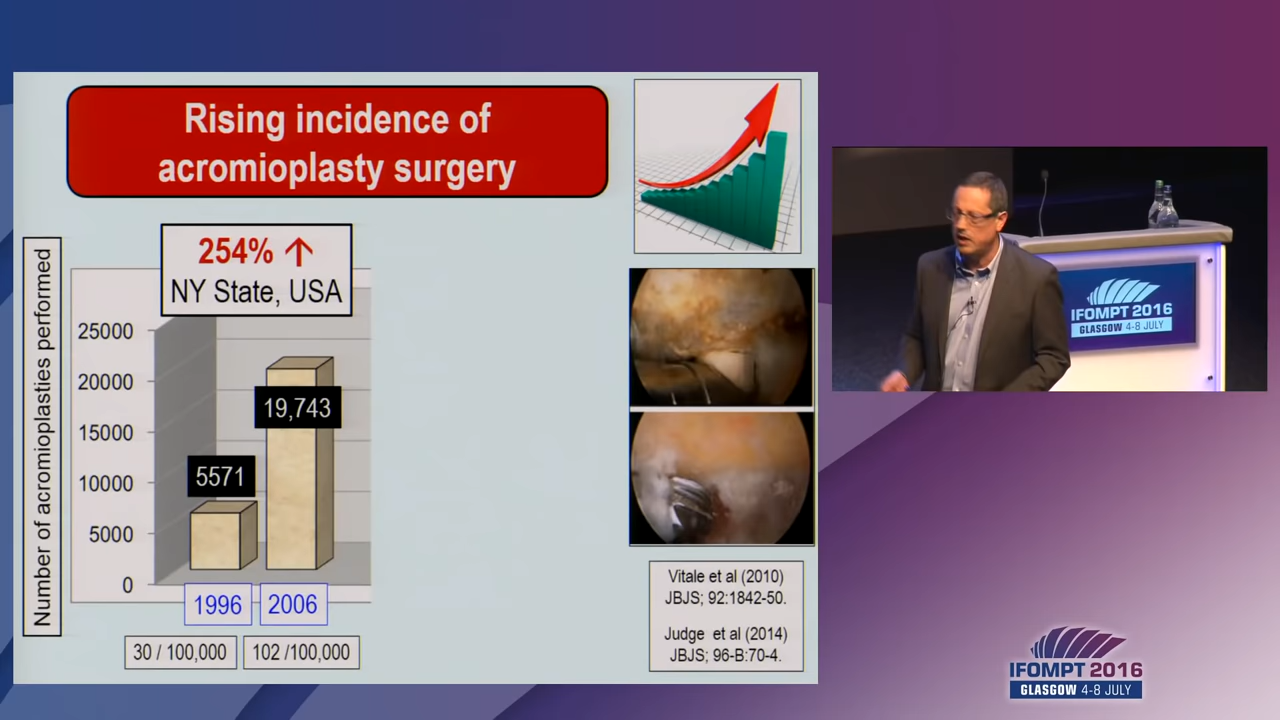 Rising incidence of
acromioplasty surgery
254% ↑
NY State, USA
Number of acromioplasties performed
25000
20000
15000
10000
5000
0
19,743
5571
1996
2006
30 / 100,000
102 /100,000
Vitale et al (2010)
JBJS; 92:1842-50.
Judge et al (2014)
JBJS; 96-B:70-4.
IFOMPT 2016
GLASGOW 4-8 JULY
IFOMPT 2016
GLASGOW 4-8 JULY